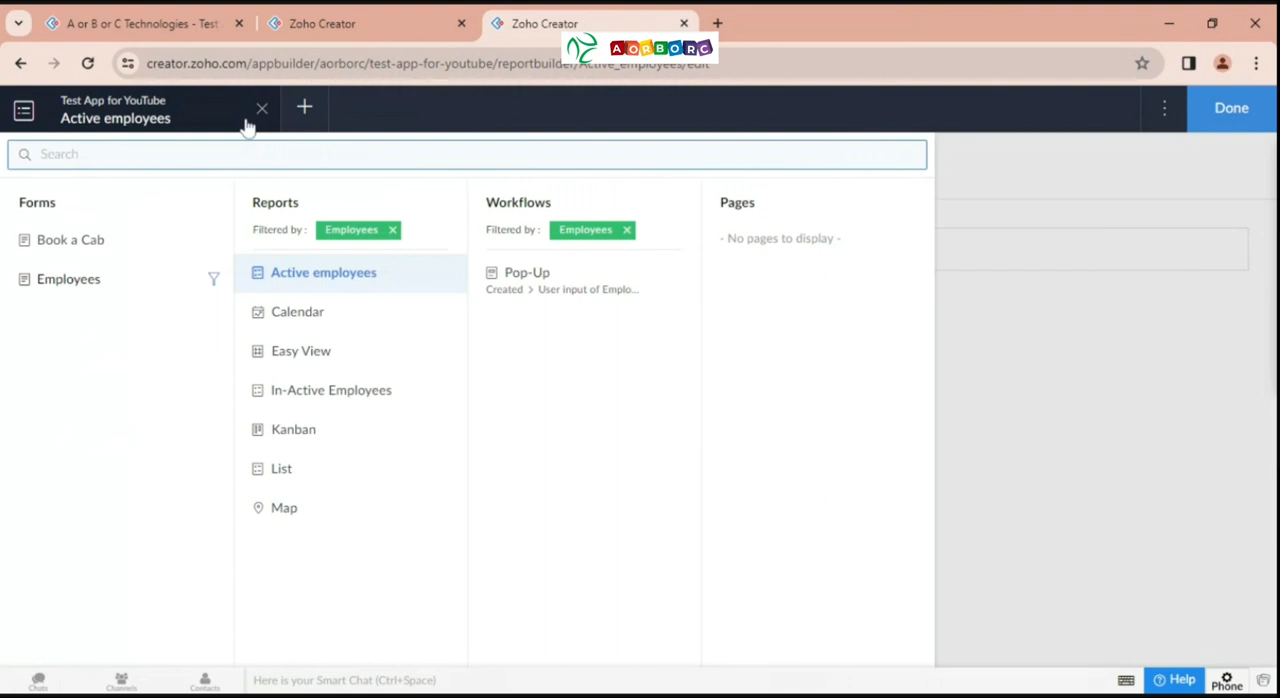 A or B or C Technologies - Test
Zoho Creator
Zoho Creator
AORBORC
creator.zoho.com/appbuilder/aorborc/test-app-for-youtube/reportbuilder/Active_employees/edit
Test App for YouTube
Active employees
Done
Search
Forms
Book a Cab
Employees
Reports
Filtered by : Employees
Active employees
Calendar
Easy View
In-Active Employees
Kanban
List
Map
Workflows
Filtered by : Employees
Pop-Up
Created > User input of Emplo...
Pages
- No pages to display -
Chats
Channels
Contacts
Here is your Smart Chat (Ctrl+Space)
Help
Phone